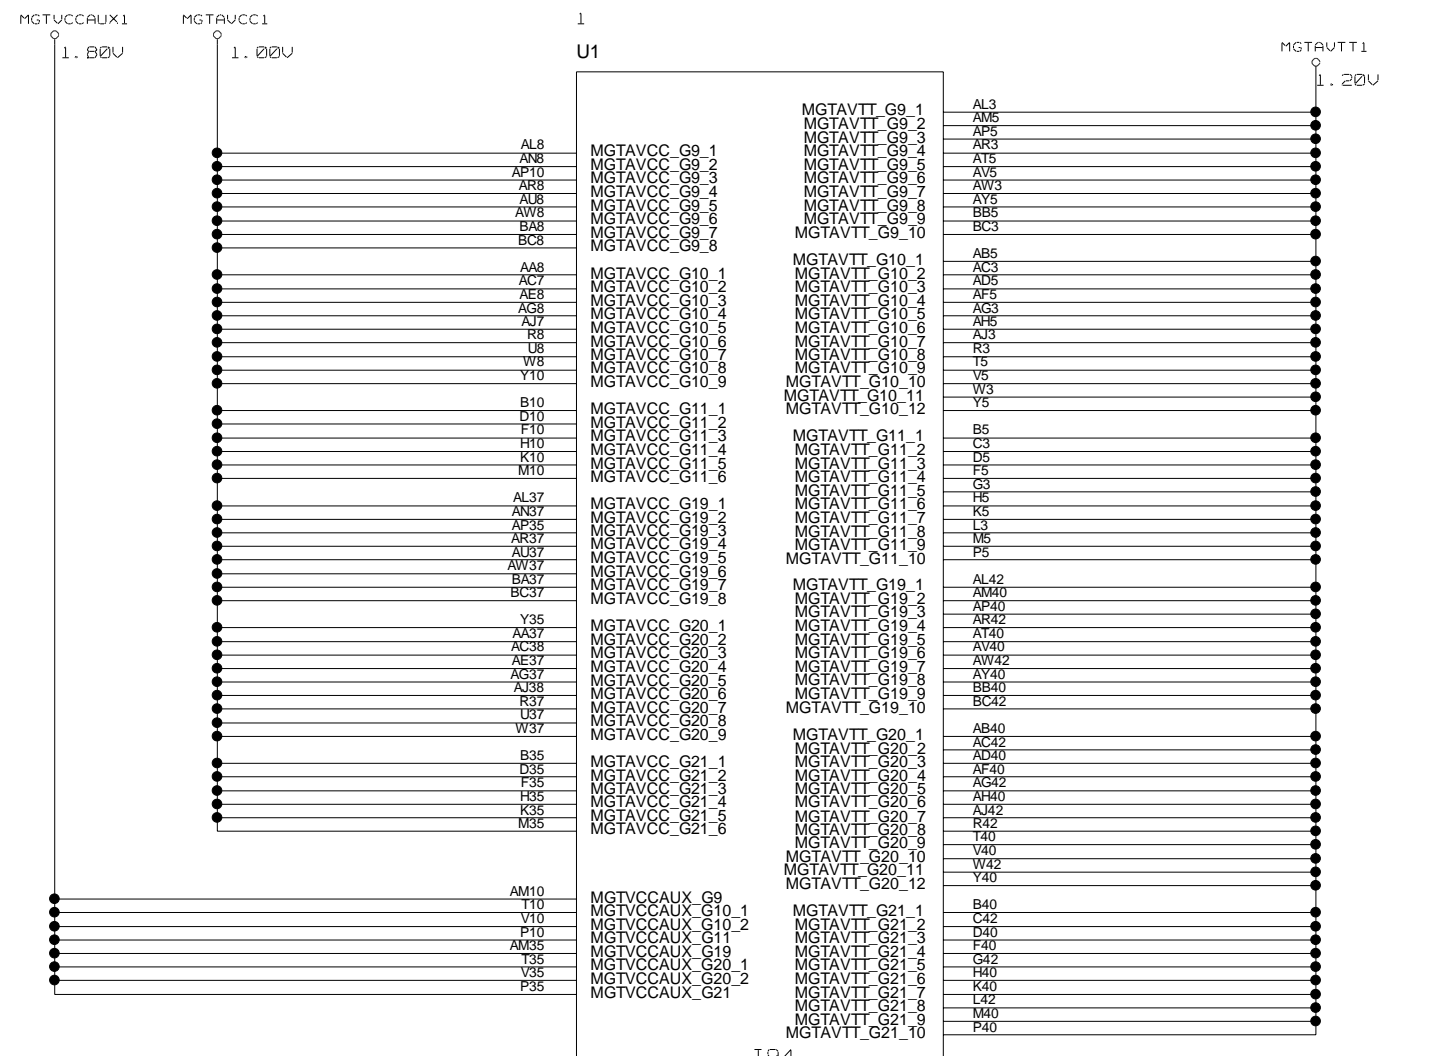 MGTVCCAUX1
1.80V
MGTAVCC1
1.00V
1
U1
MGTAVTT1
1.20V
AL8 MGTAVCC_G9_1
AN8 MGTAVCC_G9_2
AP10 MGTAVCC_G9_3
AR8 MGTAVCC_G9_4
AU8 MGTAVCC_G9_5
AW8 MGTAVCC_G9_6
BA8 MGTAVCC_G9_7
BC8 MGTAVCC_G9_8
AA8 MGTAVCC_G10_1
AC7 MGTAVCC_G10_2
AE8 MGTAVCC_G10_3
AG8 MGTAVCC_G10_4
AJ7 MGTAVCC_G10_5
R8 MGTAVCC_G10_6
U8 MGTAVCC_G10_7
W8 MGTAVCC_G10_8
Y10 MGTAVCC_G10_9
B10 MGTAVCC_G11_1
D10 MGTAVCC_G11_2
F10 MGTAVCC_G11_3
H10 MGTAVCC_G11_4
K10 MGTAVCC_G11_5
M10 MGTAVCC_G11_6
AL37 MGTAVCC_G19_1
AN37 MGTAVCC_G19_2
AP35 MGTAVCC_G19_3
AR37 MGTAVCC_G19_4
AU37 MGTAVCC_G19_5
AW37 MGTAVCC_G19_6
BA37 MGTAVCC_G19_7
BC37 MGTAVCC_G19_8
Y35 MGTAVCC_G20_1
AA37 MGTAVCC_G20_2
AC38 MGTAVCC_G20_3
AE37 MGTAVCC_G20_4
AG37 MGTAVCC_G20_5
AJ38 MGTAVCC_G20_6
R37 MGTAVCC_G20_7
U37 MGTAVCC_G20_8
W37 MGTAVCC_G20_9
B35 MGTAVCC_G21_1
D35 MGTAVCC_G21_2
F35 MGTAVCC_G21_3
H35 MGTAVCC_G21_4
K35 MGTAVCC_G21_5
M35 MGTAVCC_G21_6
AM10 MGTVCCAUX_G9
T10 MGTVCCAUX_G10_1
V10 MGTVCCAUX_G10_2
P10 MGTVCCAUX_G11
AM35 MGTVCCAUX_G19
T35 MGTVCCAUX_G20_1
V35 MGTVCCAUX_G20_2
P35 MGTVCCAUX_G21
MGTAVTT_G9_1 AL3
MGTAVTT_G9_2 AM5
MGTAVTT_G9_3 AP5
MGTAVTT_G9_4 AR3
MGTAVTT_G9_5 AT5
MGTAVTT_G9_6 AV5
MGTAVTT_G9_7 AW3
MGTAVTT_G9_8 AY5
MGTAVTT_G9_9 BB5
MGTAVTT_G9_10 BC3
MGTAVTT_G10_1 AB5
MGTAVTT_G10_2 AC3
MGTAVTT_G10_3 AD5
MGTAVTT_G10_4 AF5
MGTAVTT_G10_5 AG3
MGTAVTT_G10_6 AH5
MGTAVTT_G10_7 AJ3
MGTAVTT_G10_8 R3
MGTAVTT_G10_9 T5
MGTAVTT_G10_10 V5
MGTAVTT_G10_11 W3
MGTAVTT_G10_12 Y5
MGTAVTT_G11_1 B5
MGTAVTT_G11_2 C3
MGTAVTT_G11_3 D5
MGTAVTT_G11_4 F5
MGTAVTT_G11_5 G3
MGTAVTT_G11_6 H5
MGTAVTT_G11_7 K5
MGTAVTT_G11_8 L3
MGTAVTT_G11_9 M5
MGTAVTT_G11_10 P5
MGTAVTT_G19_1 AL42
MGTAVTT_G19_2 AM40
MGTAVTT_G19_3 AP40
MGTAVTT_G19_4 AR42
MGTAVTT_G19_5 AT40
MGTAVTT_G19_6 AV40
MGTAVTT_G19_7 AW42
MGTAVTT_G19_8 AY40
MGTAVTT_G19_9 BB40
MGTAVTT_G19_10 BC42
MGTAVTT_G20_1 AB40
MGTAVTT_G20_2 AC42
MGTAVTT_G20_3 AD40
MGTAVTT_G20_4 AF40
MGTAVTT_G20_5 AG42
MGTAVTT_G20_6 AH40
MGTAVTT_G20_7 AJ42
MGTAVTT_G20_8 R42
MGTAVTT_G20_9 T40
MGTAVTT_G20_10 V40
MGTAVTT_G20_11 W42
MGTAVTT_G20_12 Y40
MGTAVTT_G21_1 B40
MGTAVTT_G21_2 C42
MGTAVTT_G21_3 D40
MGTAVTT_G21_4 F40
MGTAVTT_G21_5 G42
MGTAVTT_G21_6 H40
MGTAVTT_G21_7 K40
MGTAVTT_G21_8 L42
MGTAVTT_G21_9 M40
MGTAVTT_G21_10 P40